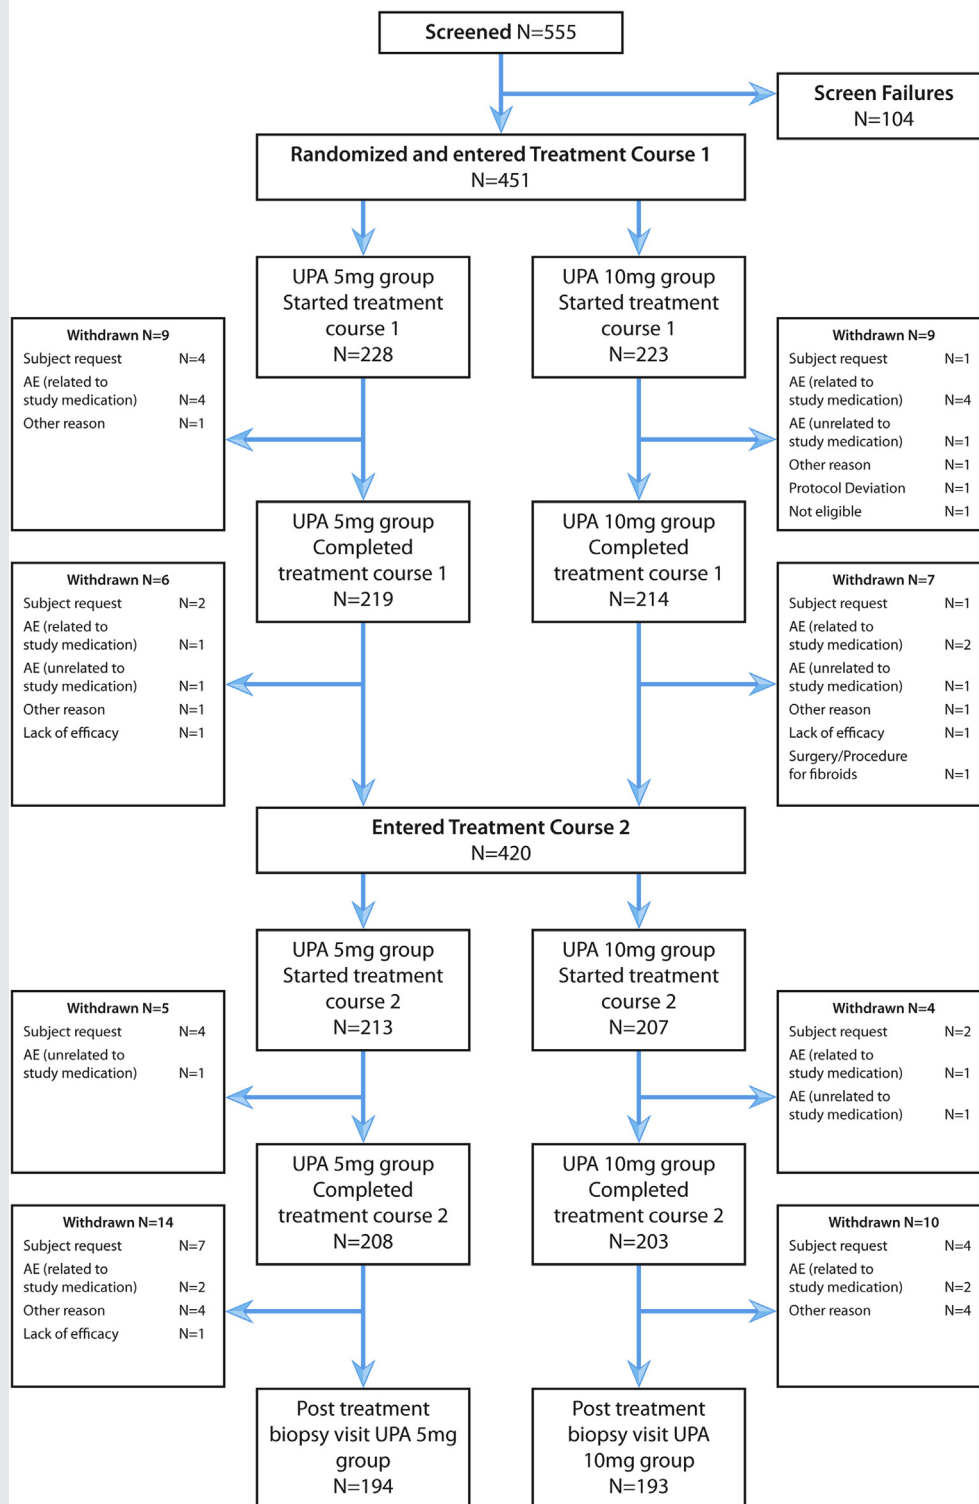 Screened N=555
Screen Failures
N=104
Randomized and entered Treatment Course 1
N=451
UPA 5mg group
Started treatment
course 1
N=228
UPA 10mg group
Started treatment
course 1
N=223
Withdrawn N=9
Subject request N=4
AE (related to
study medication) N=4
Other reason N=1
Withdrawn N=9
Subject request N=1
AE (related to
study medication) N=4
AE (unrelated to
study medication) N=1
Other reason N=1
Protocol Deviation N=1
Not eligible N=1
UPA 5mg group
Completed
treatment course 1
N=219
UPA 10mg group
Completed
treatment course 1
N=214
Withdrawn N=6
Subject request N=2
AE (related to
study medication) N=1
AE (unrelated to
study medication) N=1
Other reason N=1
Lack of efficacy N=1
Withdrawn N=7
Subject request N=1
AE (related to
study medication) N=2
AE (unrelated to
study medication) N=1
Other reason N=1
Lack of efficacy N=1
Surgery/Procedure
for fibroids N=1
Entered Treatment Course 2
N=420
UPA 5mg group
Started treatment
course 2
N=213
UPA 10mg group
Started treatment
course 2
N=207
Withdrawn N=5
Subject request N=4
AE (unrelated to
study medication) N=1
Withdrawn N=4
Subject request N=2
AE (related to
study medication) N=1
AE (unrelated to
study medication) N=1
UPA 5mg group
Completed
treatment course 2
N=208
UPA 10mg group
Completed
treatment course 2
N=203
Withdrawn N=14
Subject request N=7
AE (related to
study medication) N=2
Other reason N=4
Lack of efficacy N=1
Withdrawn N=10
Subject request N=4
AE (related to
study medication) N=2
Other reason N=4
Post treatment
biopsy visit UPA 5mg
group
N=194
Post treatment
biopsy visit UPA
10mg group
N=193